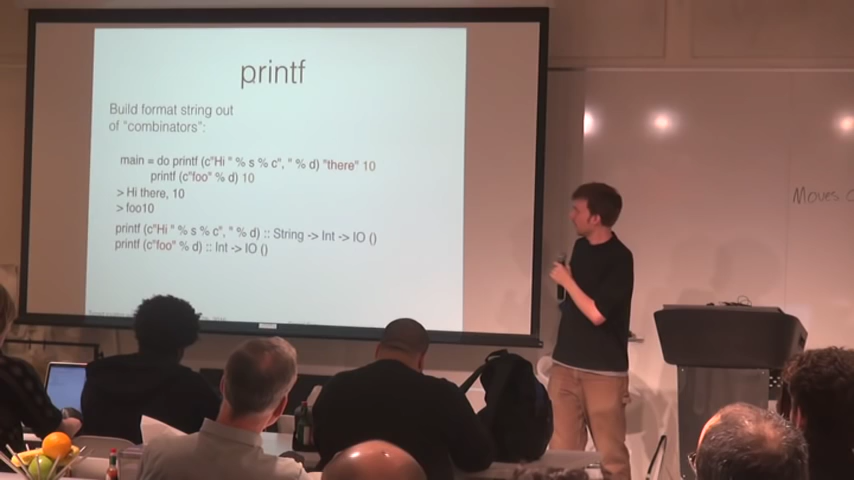 printf
Build format string out
of "combinators":
main = do printf (c"Hi " % s % c", " % d) "there" 10
printf (c"foo" % d) 10
> Hi there, 10
> foo10
printf (c"Hi " % s % c", " % d) :: String -> Int -> IO ()
printf (c"foo" % d) :: Int -> IO ()
Moves